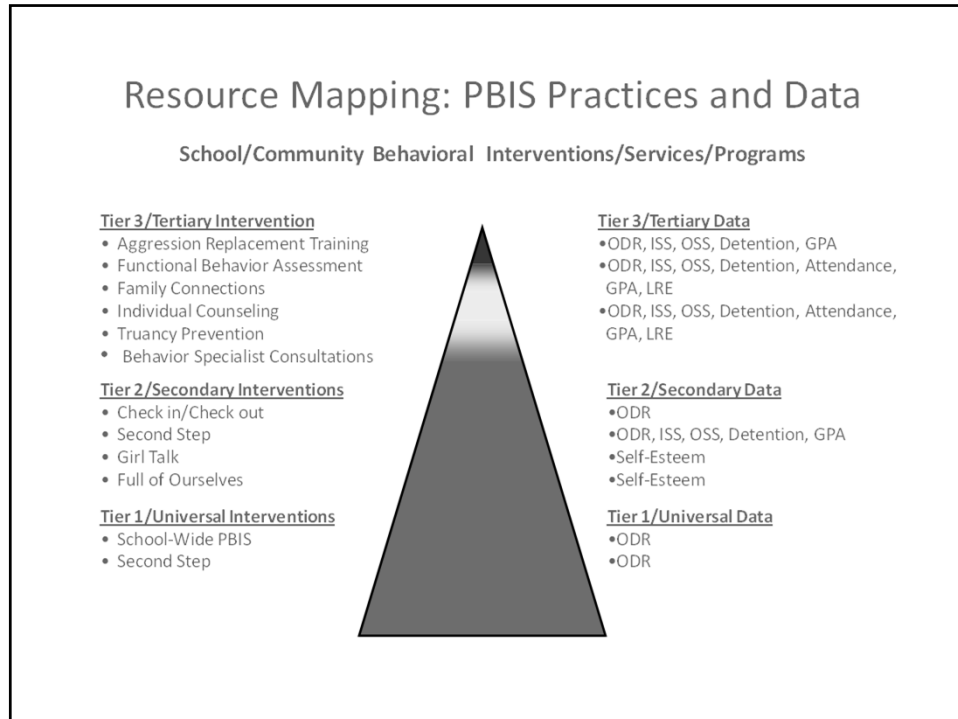 Resource Mapping: PBIS Practices and Data
School/Community Behavioral Interventions/Services/Programs
Tier 3/Tertiary Intervention
• Aggression Replacement Training
• Functional Behavior Assessment
• Family Connections
• Individual Counseling
• Truancy Prevention
• Behavior Specialist Consultations
Tier 2/Secondary Interventions
• Check in/Check out
• Second Step
• Girl Talk
• Full of Ourselves
Tier 1/Universal Interventions
• School-Wide PBIS
• Second Step
Tier 3/Tertiary Data
•ODR, ISS, OSS, Detention, GPA
•ODR, ISS, OSS, Detention, Attendance,
GPA, LRE
•ODR, ISS, OSS, Detention, Attendance,
GPA, LRE
Tier 2/Secondary Data
•ODR
•ODR, ISS, OSS, Detention, GPA
•Self-Esteem
•Self-Esteem
Tier 1/Universal Data
•ODR
•ODR